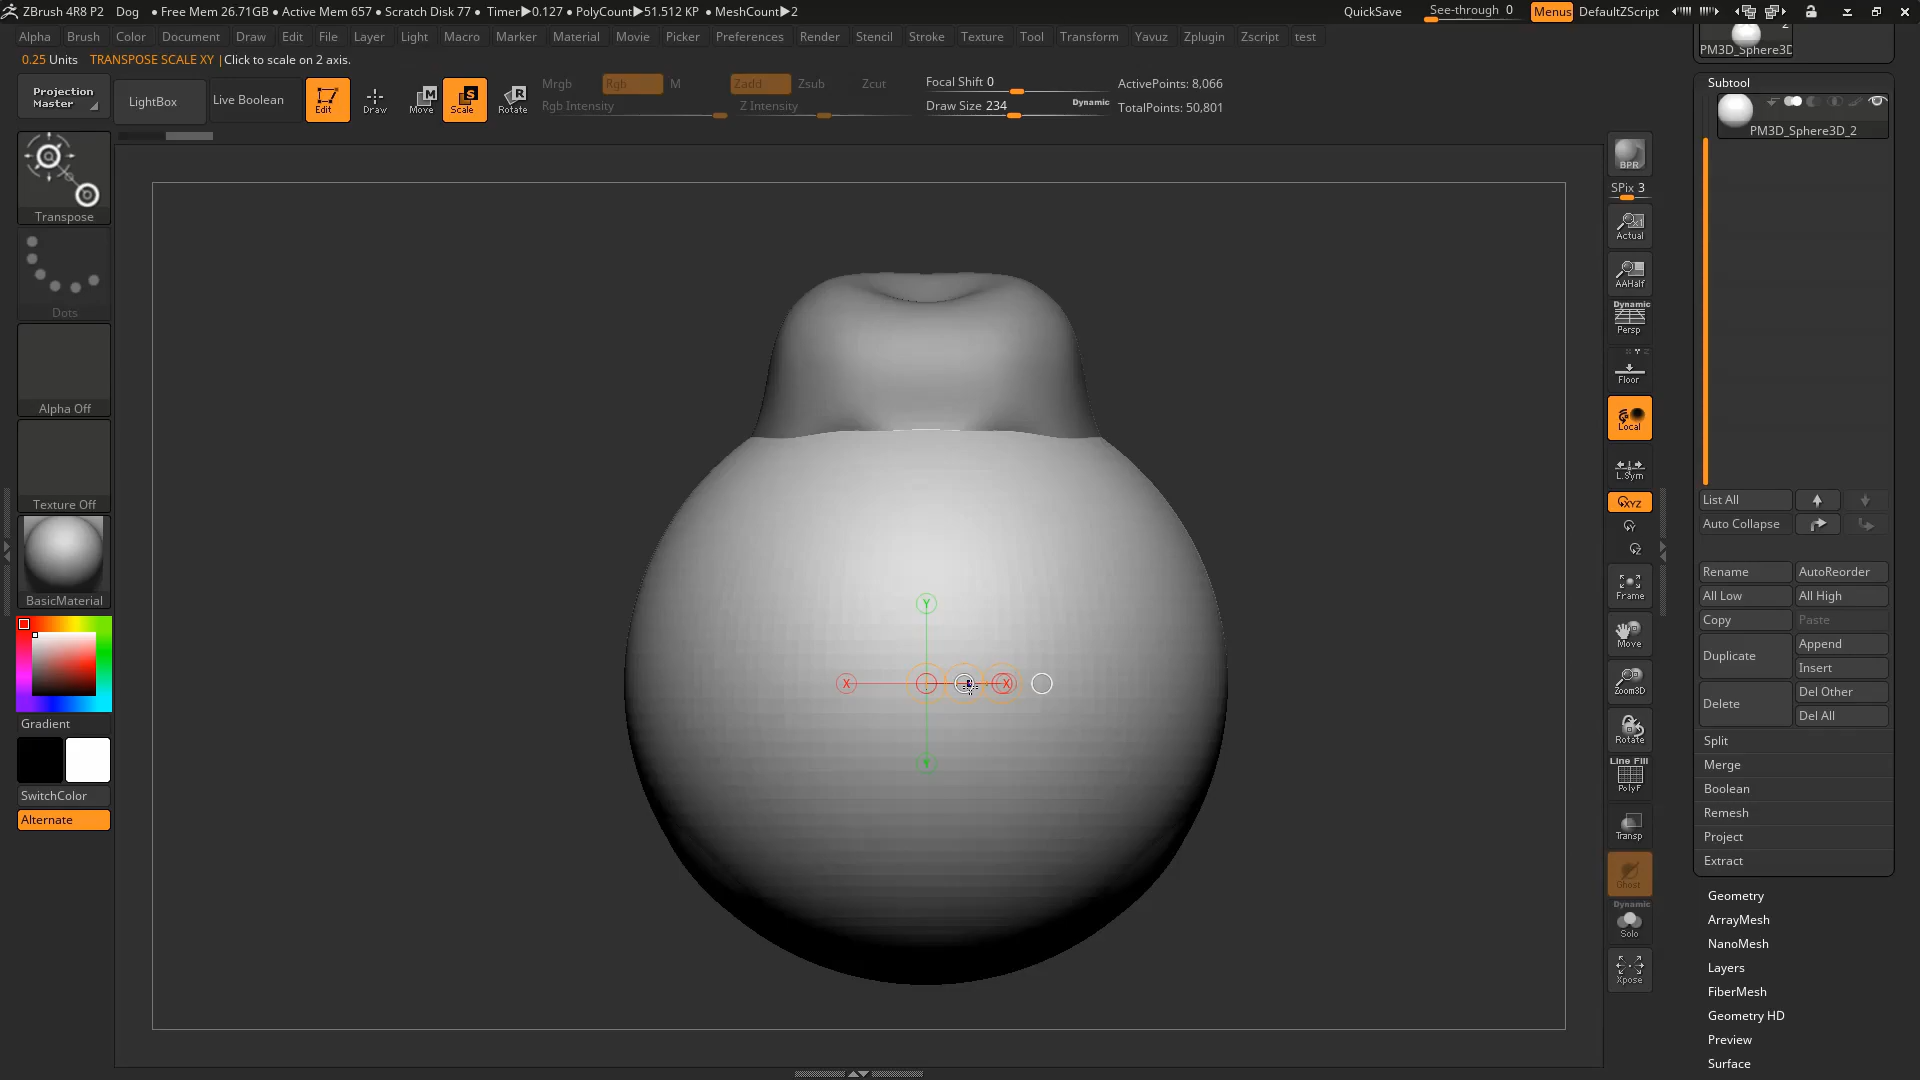 ZBrush 4R8 P2 Dog • Free Mem 26.71GB • Active Mem 657 • Scratch Disk 77 • Timer▶0.127 • PolyCount▶51.512 KP • MeshCount▶2 QuickSave See-through 0 Menus DefaultZScript
Alpha Brush Color Document Draw Edit File Layer Light Macro Marker Material Movie Picker Preferences Render Stencil Stroke Texture Tool Transform Yavuz Zplugin Zscript test
0.25 Units TRANSPOSE SCALE XY | Click to scale on 2 axis.
Projection
Master
LightBox
Live Boolean
Edit
Draw
Move
Scale
Rotate
Mrgb Rgb M Zadd Zsub Zcut
Rgb Intensity Z Intensity
Focal Shift 0
Draw Size 234 Dynamic
ActivePoints: 8,066
TotalPoints: 50,801
Transpose
Dots
Alpha Off
Texture Off
BasicMaterial
Gradient
SwitchColor
Alternate
Y
X X
BPR
SPix 3
Actual
AAHalf
Dynamic
Persp
Floor
Local
L.Sym
XYZ
Y
Z
Frame
Move
Zoom3D
Rotate
Line Fill
PolyF
Transp
Ghost
Dynamic
Solo
Xpose
PM3D_Sphere3D
Subtool
PM3D_Sphere3D_2
List All
Auto Collapse
Rename AutoReorder
All Low All High
Copy Paste
Duplicate Append
Insert
Delete Del Other
Del All
Split
Merge
Boolean
Remesh
Project
Extract
Geometry
ArrayMesh
NanoMesh
Layers
FiberMesh
Geometry HD
Preview
Surface